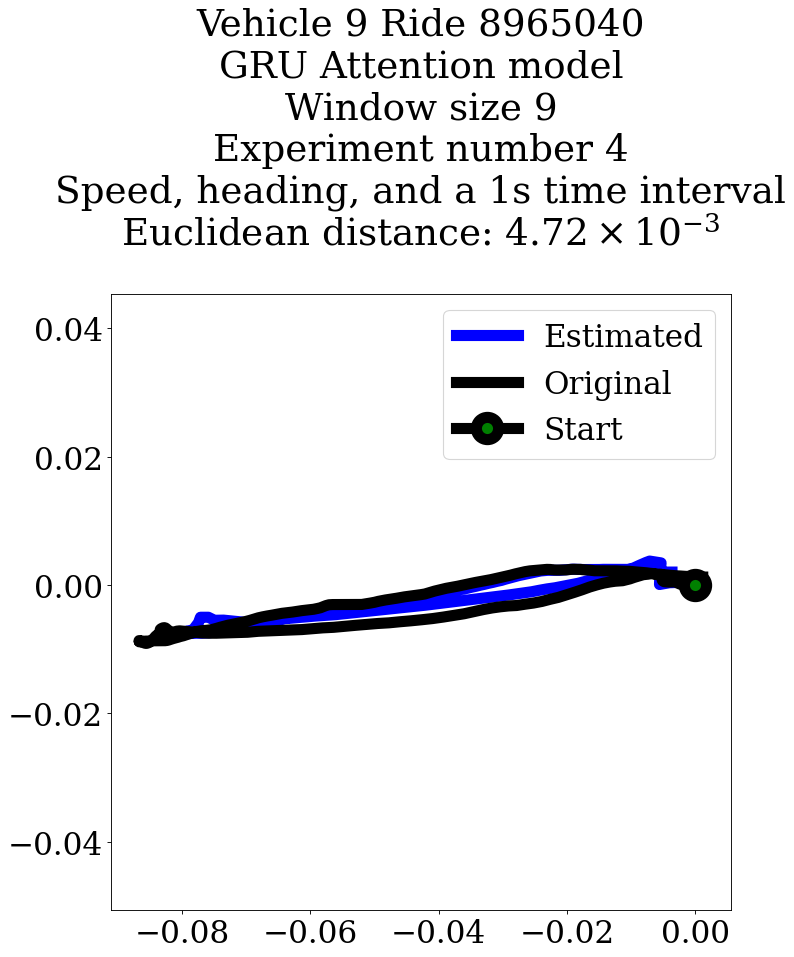 Vehicle 9 Ride 8965040
GRU Attention model
Window size 9
Experiment number 4
Speed, heading, and a 1s time interval
Euclidean distance: 4.72 × 10⁻³
Estimated
Original
Start
0.04
0.02
0.00
−0.02
−0.04
−0.08 −0.06 −0.04 −0.02 0.00